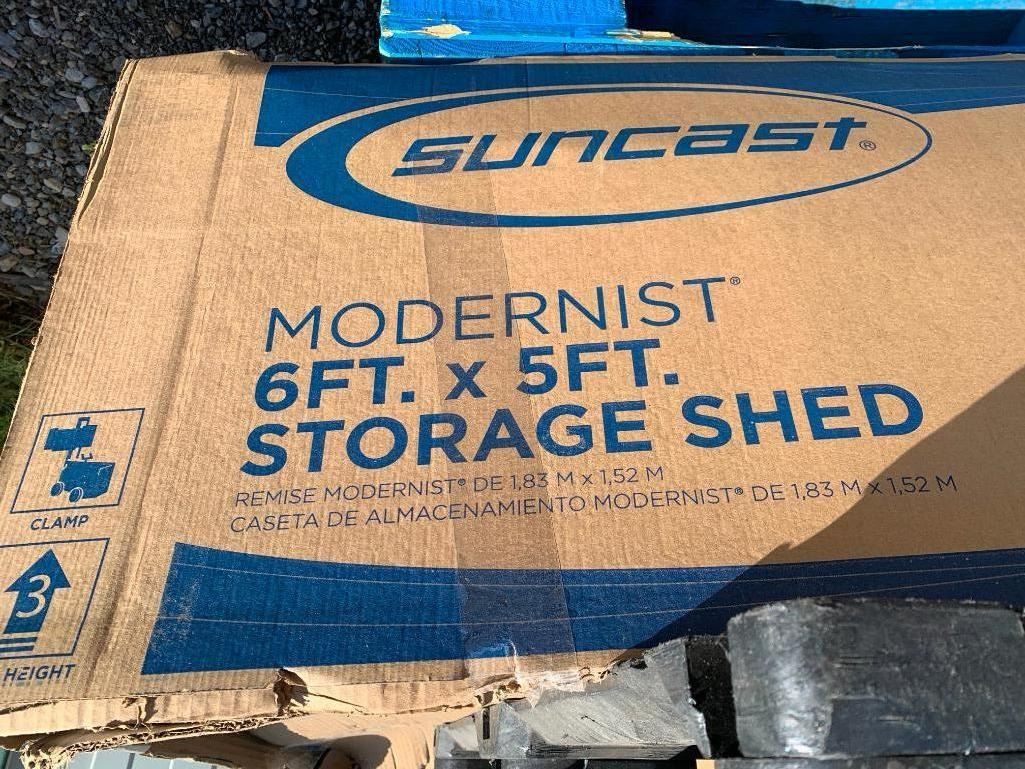 suncast®
MODERNIST®
6FT. x 5FT.
STORAGE SHED
REMISE MODERNIST® DE 1,83 M x 1,52 M
CASETA DE ALMACENAMIENTO MODERNIST® DE 1,83 M x 1,52 M
CLAMP
3
HEIGHT